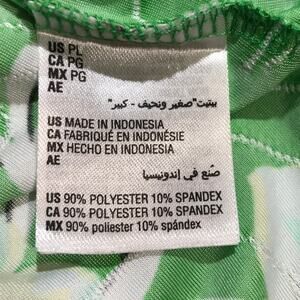 US PL
CA PG
MX PG
AE
بيتيت "صغير ونحيف - كبير"
US MADE IN INDONESIA
CA FABRIQUÉ EN INDONÉSIE
MX HECHO EN INDONESIA
AE
صنع في إندونيسيا
US 90% POLYESTER 10% SPANDEX
CA 90% POLYESTER 10% SPANDEX
MX 90% poliester 10% spándex